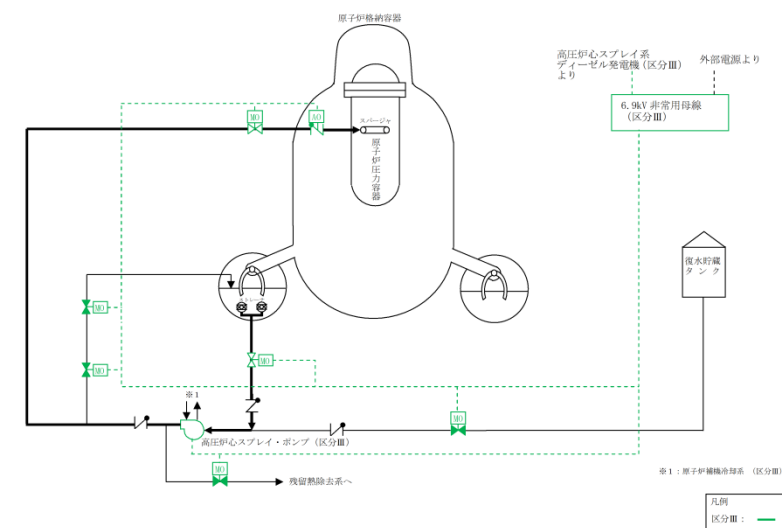 原子炉格納容器
高圧炉心スプレイ系
ディーゼル発電機(区分Ⅲ)
より
外部電源より
6.9kV 非常用母線
(区分Ⅲ)
MO
AO
スパージャ
原子炉圧力容器
復水貯蔵
タンク
ストレーナ
MO
MO
MO
※1
MO
高圧炉心スプレイ・ポンプ(区分Ⅲ)
MO
残留熱除去系へ
※1:原子炉補機冷却系 (区分Ⅲ)
凡例
区分Ⅲ: